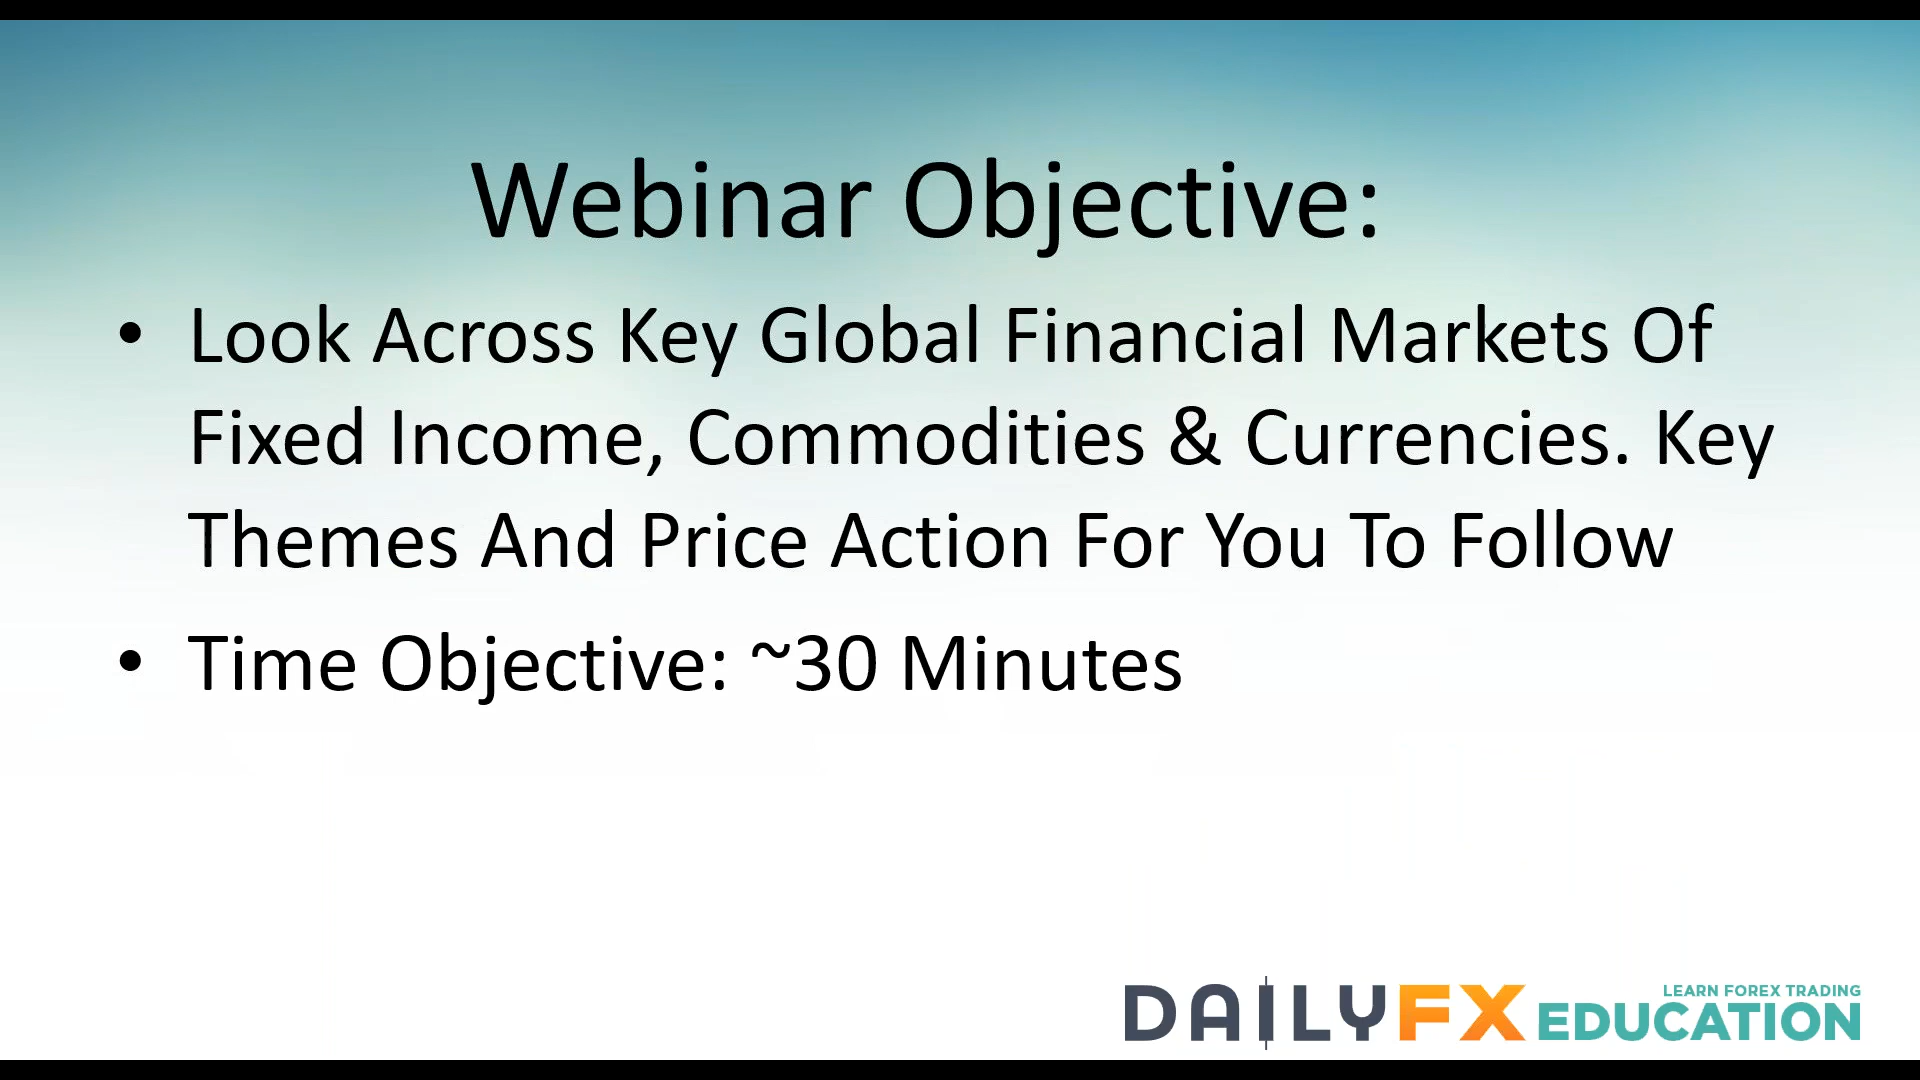 Webinar Objective:
• Look Across Key Global Financial Markets Of
Fixed Income, Commodities & Currencies. Key
Themes And Price Action For You To Follow
• Time Objective: ~30 Minutes
DAILYFX
LEARN FOREX TRADING
EDUCATION